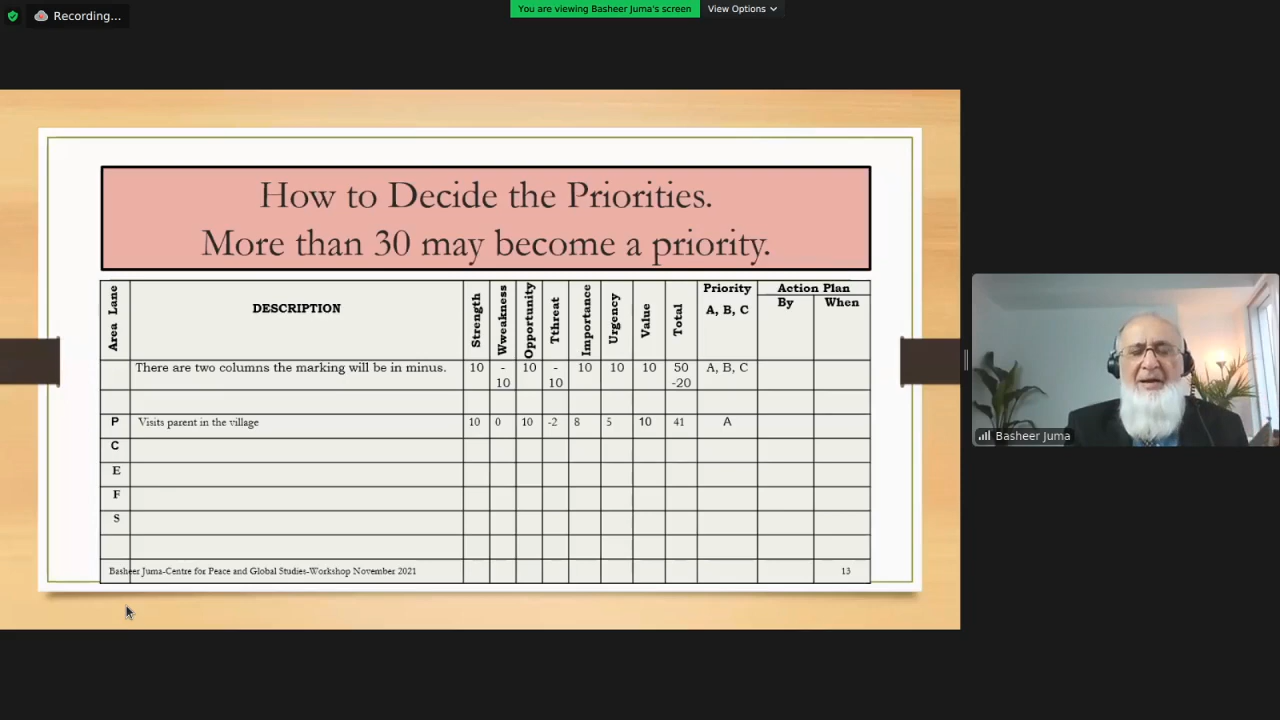 Recording...
You are viewing Basheer Juma's screen
View Options
How to Decide the Priorities.
More than 30 may become a priority.
Area Lane DESCRIPTION Strength Wweakness Opportunity Tthreat Importance Urgency Value Total Priority A, B, C Action Plan By When
There are two columns the marking will be in minus. 10 -10 10 -10 10 10 10 50 -20 A, B, C
P Visits parent in the village 10 0 10 -2 8 5 10 41 A
C
E
F
S
Basheer Juma-Centre for Peace and Global Studies-Workshop November 2021 13
Basheer Juma